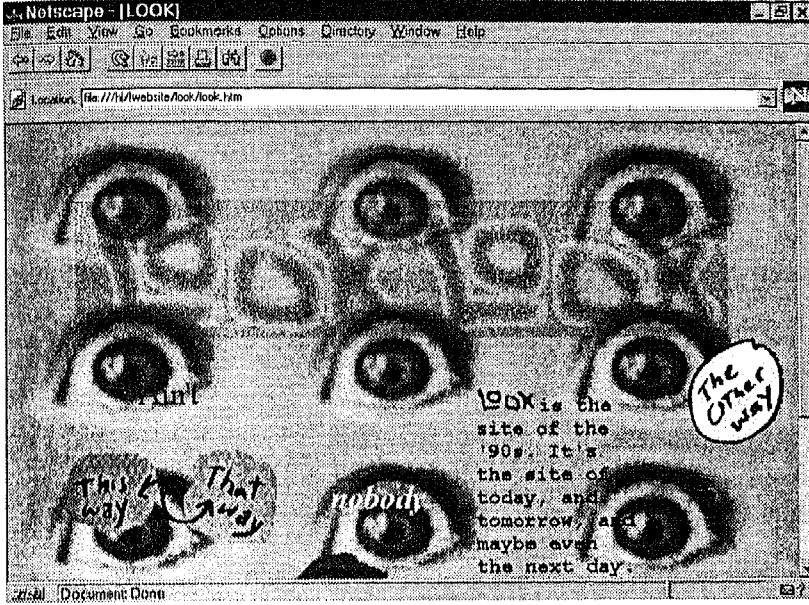 Netscape - [LOOK]
File Edit View Go Bookmarks Options Directory Window Help
Location: file:///hl/lwebsite/look/look.htm
Ain't
The
Other
way
look is the
site of the
'90s. It's
the site of
today, and
tomorrow, and
maybe even
the next day.
This
way
That
way
nobody
Document: Done